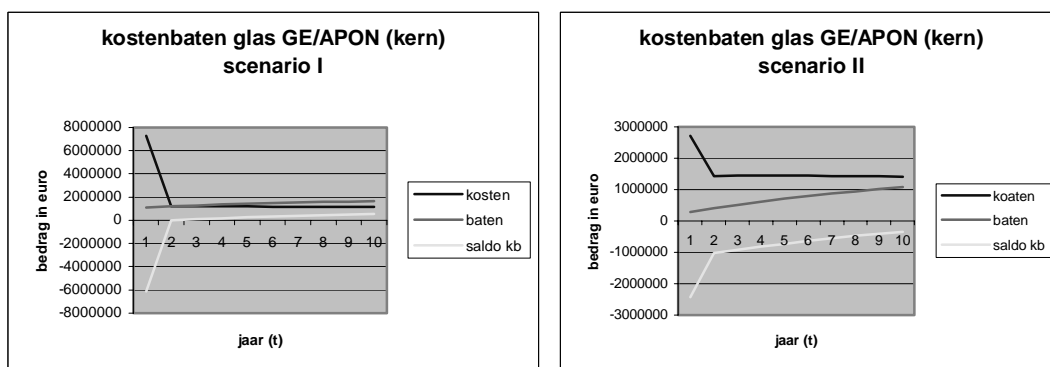 kostenbaten glas GE/APON (kern)
scenario I
bedrag in euro
8000000
6000000
4000000
2000000
0
-2000000
-4000000
-6000000
-8000000
1 2 3 4 5 6 7 8 9 10
jaar (t)
kosten
baten
saldo kb
kostenbaten glas GE/APON (kern)
scenario II
bedrag in euro
3000000
2000000
1000000
0
-1000000
-2000000
-3000000
1 2 3 4 5 6 7 8 9 10
jaar (t)
koaten
baten
saldo kb